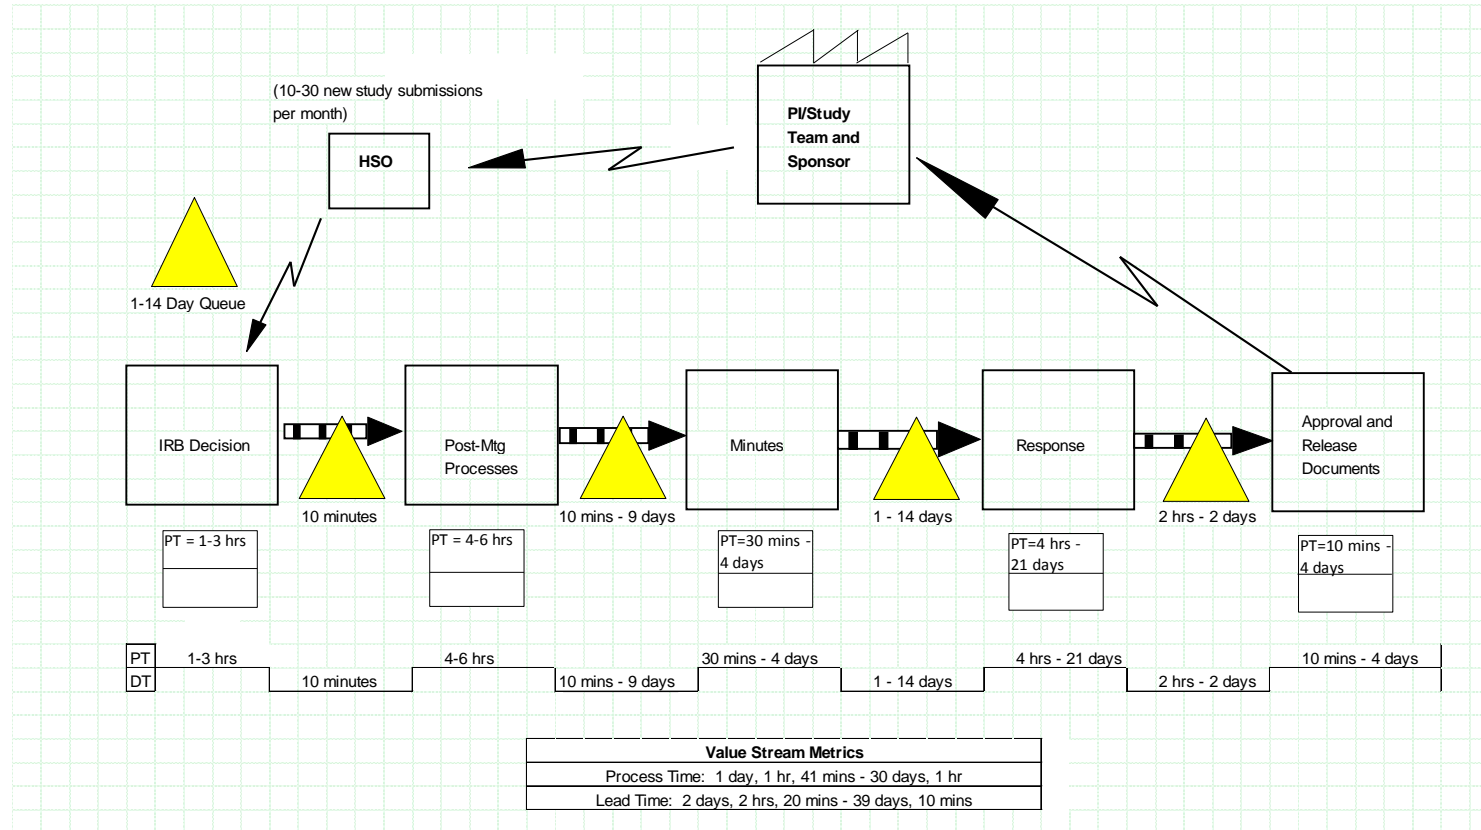 (10-30 new study submissions
per month)
HSO
PI/Study
Team and
Sponsor
1-14 Day Queue
IRB Decision
Post-Mtg
Processes
Minutes
Response
Approval and
Release
Documents
10 minutes
10 mins - 9 days
1 - 14 days
2 hrs - 2 days
PT = 1-3 hrs
PT = 4-6 hrs
PT=30 mins -
4 days
PT=4 hrs -
21 days
PT=10 mins -
4 days
PT 1-3 hrs 4-6 hrs 30 mins - 4 days 4 hrs - 21 days 10 mins - 4 days
DT 10 minutes 10 mins - 9 days 1 - 14 days 2 hrs - 2 days
Value Stream Metrics
Process Time: 1 day, 1 hr, 41 mins - 30 days, 1 hr
Lead Time: 2 days, 2 hrs, 20 mins - 39 days, 10 mins